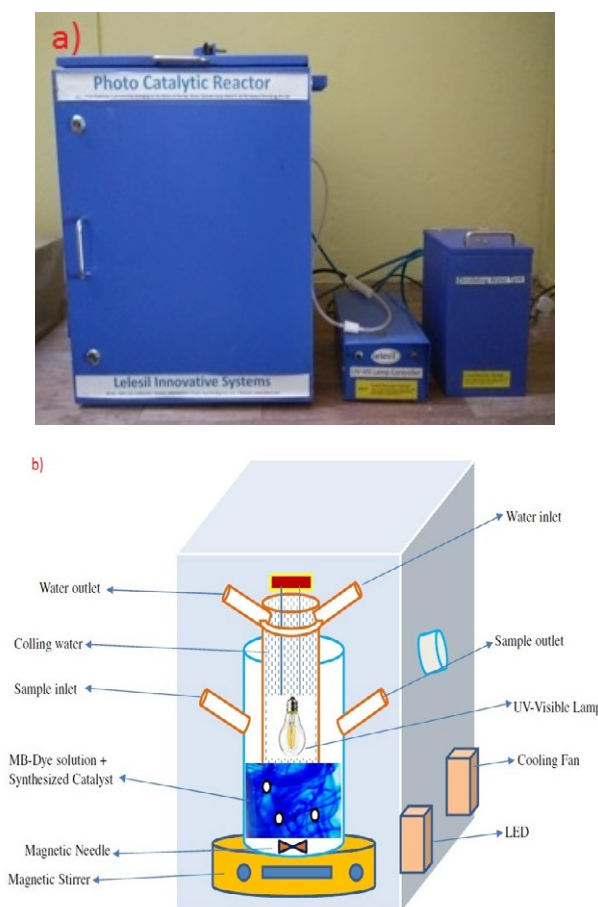 a)
Photo Catalytic Reactor
Lelesil Innovative Systems
lelesil
UV-VIS Lamp Controller
Circulating Water Tank
b)
Water inlet
Water outlet
Colling water
Sample outlet
Sample inlet
UV-Visible Lamp
MB-Dye solution +
Synthesized Catalyst
Cooling Fan
LED
Magnetic Needle
Magnetic Stirrer